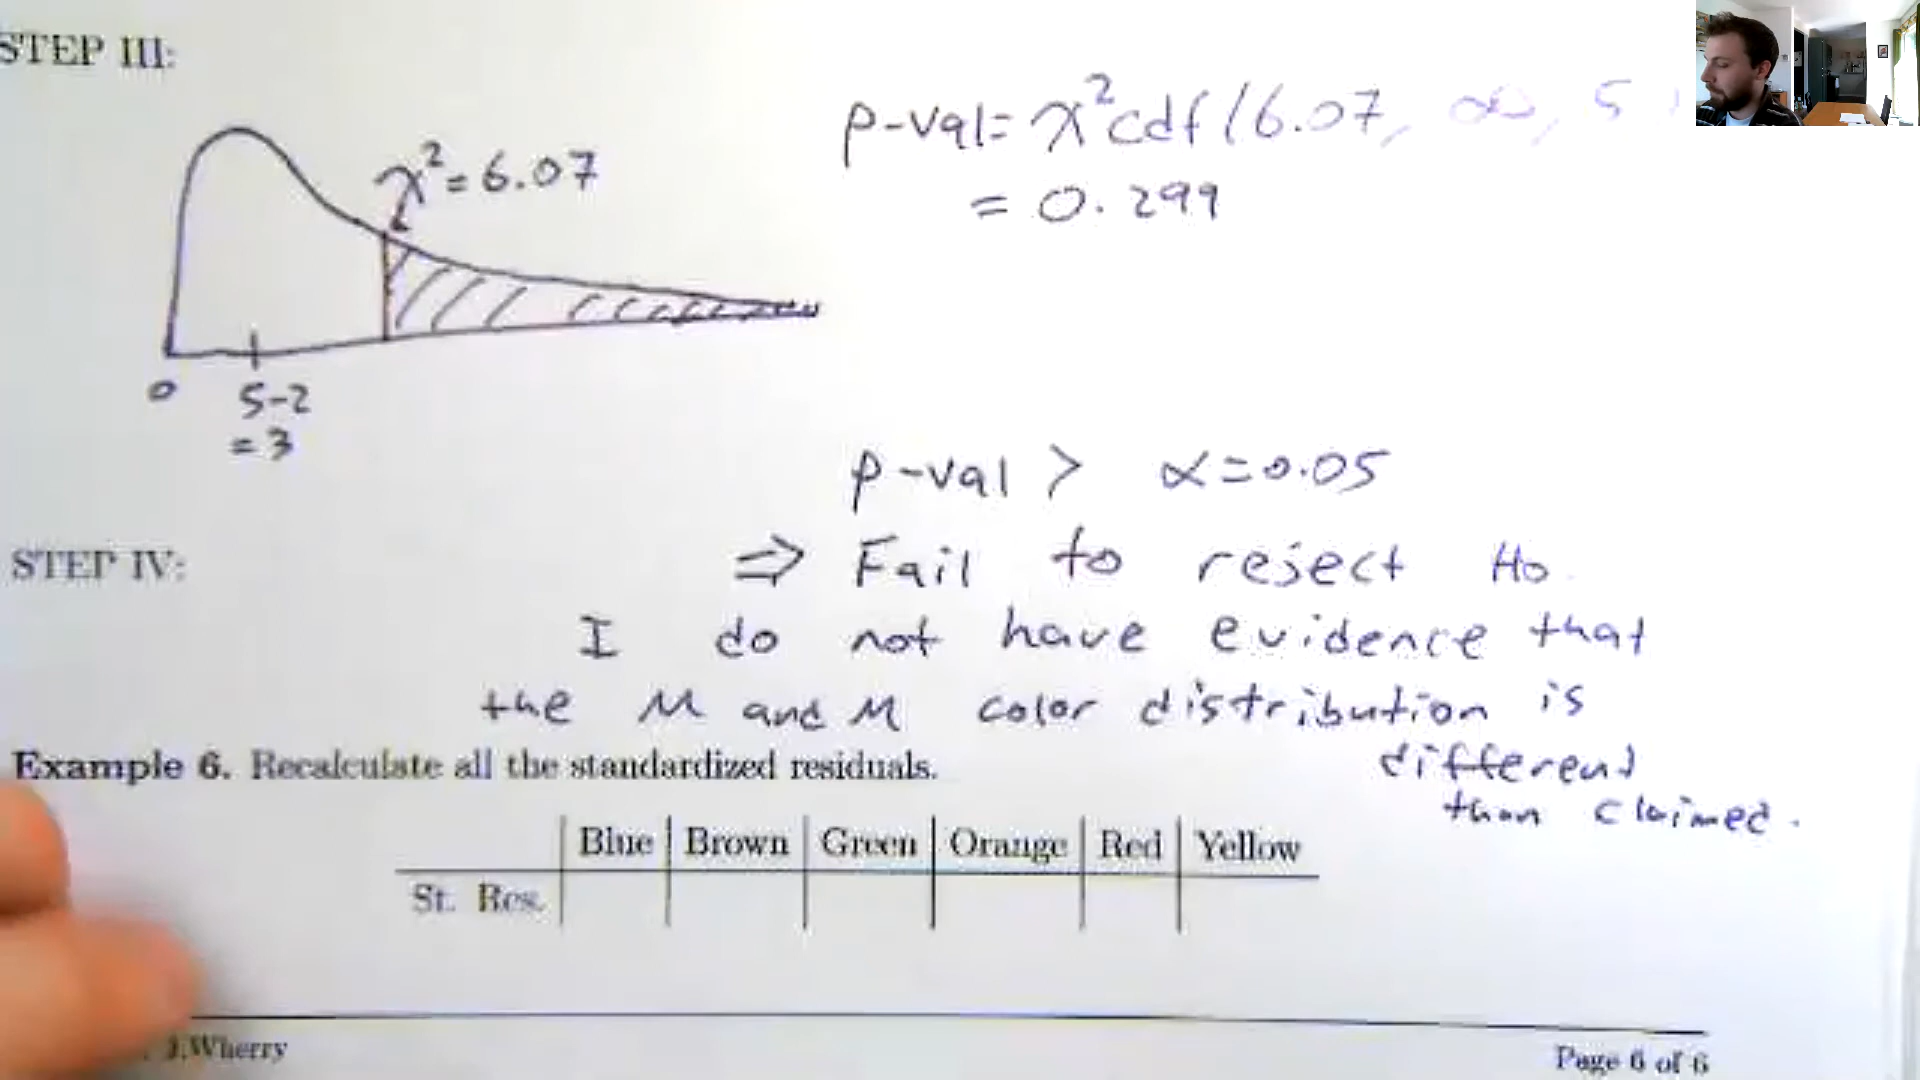 STEP III:
p-val = χ²cdf(6.07, ∞, 5
= 0.299
χ² = 6.07
0
5-2
= 3
p-val > α = 0.05
STEP IV:
⇒ Fail to reject Ho.
I do not have evidence that
the M and M color distribution is
different
than claimed.
Example 6. Recalculate all the standardized residuals.
Blue Brown Green Orange Red Yellow
St. Res.
J.Wherry
Page 6 of 6